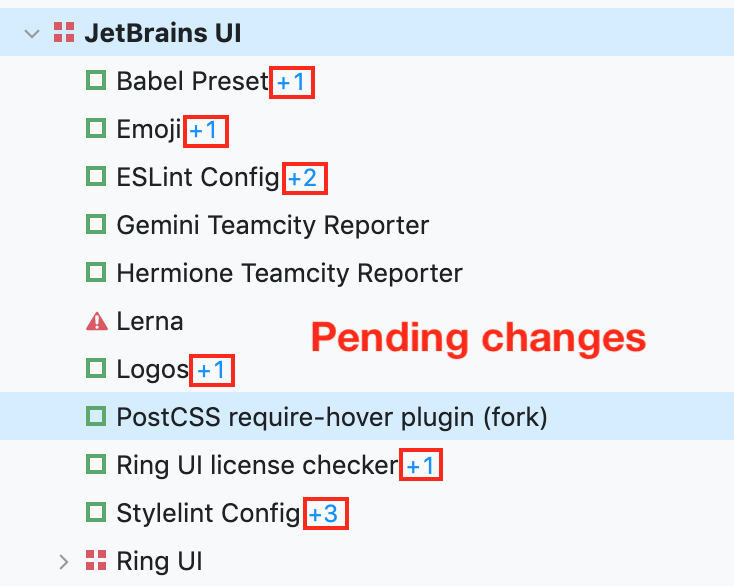 JetBrains UI
Babel Preset +1
Emoji +1
ESLint Config +2
Gemini Teamcity Reporter
Hermione Teamcity Reporter
Lerna
Pending changes
Logos +1
PostCSS require-hover plugin (fork)
Ring UI license checker +1
Stylelint Config +3
Ring UI